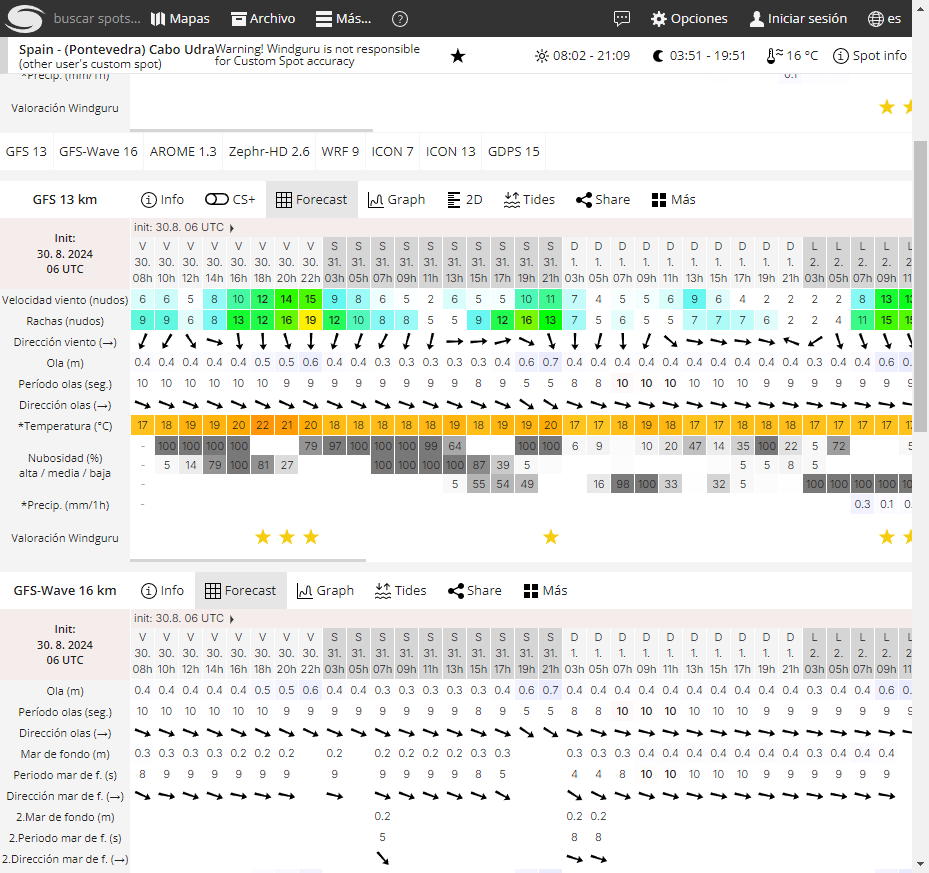 buscar spots... Mapas Archivo Más... ? Opciones Iniciar sesión es
Spain - (Pontevedra) Cabo Udra Warning! Windguru is not responsible
(other user's custom spot) for Custom Spot accuracy
08:02 - 21:09 03:51 - 19:51 16 °C Spot info
*Precip. (mm/1h) 0.1
Valoración Windguru
GFS 13 GFS-Wave 16 AROME 1.3 Zephr-HD 2.6 WRF 9 ICON 7 ICON 13 GDPS 15
GFS 13 km Info CS+ Forecast Graph 2D Tides Share Más
init: 30.8. 06 UTC
Init:
30. 8. 2024
06 UTC
V V V V V V V V S S S S S S S S S S D D D D D D D D D D L L L L L
30. 30. 30. 30. 30. 30. 30. 30. 31. 31. 31. 31. 31. 31. 31. 31. 31. 31. 1. 1. 1. 1. 1. 1. 1. 1. 1. 1. 2. 2. 2. 2. 2.
08h 10h 12h 14h 16h 18h 20h 22h 03h 05h 07h 09h 11h 13h 15h 17h 19h 21h 03h 05h 07h 09h 11h 13h 15h 17h 19h 21h 03h 05h 07h 09h 11
Velocidad viento (nudos) 6 6 5 8 10 12 14 15 9 8 6 5 2 6 5 5 10 11 7 4 5 5 6 9 6 4 2 2 2 2 8 13 13
Rachas (nudos) 9 9 6 8 13 12 16 19 12 10 8 8 5 5 9 12 16 13 7 5 6 5 5 7 7 7 6 2 2 4 11 15 15
Dirección viento (→)
Ola (m) 0.4 0.4 0.4 0.4 0.4 0.5 0.5 0.6 0.4 0.4 0.3 0.3 0.3 0.3 0.3 0.4 0.6 0.7 0.4 0.4 0.4 0.4 0.4 0.4 0.4 0.4 0.4 0.4 0.3 0.4 0.4 0.6 0.
Período olas (seg.) 10 10 10 10 10 10 9 9 9 9 9 9 9 9 8 9 5 5 8 8 10 10 10 10 10 10 9 9 9 9 9 9 9
Dirección olas (→)
*Temperatura (°C) 17 18 19 19 20 22 21 20 18 18 18 18 18 19 18 19 19 20 17 17 18 19 18 18 18 18 18 18 17 17 17 17 17
Nubosidad (%)
alta / media / baja
- 100 100 100 100 79 97 100 100 100 99 64 100 100 6 9 10 20 47 14 35 100 22 5 72 5
- 5 14 79 100 81 27 100 100 100 100 100 87 39 5 5 5 8 5
- 5 55 54 49 16 98 100 33 32 5 100 100 100 100 10
*Precip. (mm/1h) - 0.3 0.1 0.
Valoración Windguru
GFS-Wave 16 km Info Forecast Graph Tides Share Más
init: 30.8. 06 UTC
Init:
30. 8. 2024
06 UTC
V V V V V V V V S S S S S S S S S S D D D D D D D D D D L L L L L
30. 30. 30. 30. 30. 30. 30. 30. 31. 31. 31. 31. 31. 31. 31. 31. 31. 31. 1. 1. 1. 1. 1. 1. 1. 1. 1. 1. 2. 2. 2. 2. 2.
08h 10h 12h 14h 16h 18h 20h 22h 03h 05h 07h 09h 11h 13h 15h 17h 19h 21h 03h 05h 07h 09h 11h 13h 15h 17h 19h 21h 03h 05h 07h 09h 11
Ola (m) 0.4 0.4 0.4 0.4 0.4 0.5 0.5 0.6 0.4 0.4 0.3 0.3 0.3 0.3 0.3 0.4 0.6 0.7 0.4 0.4 0.4 0.4 0.4 0.4 0.4 0.4 0.4 0.4 0.3 0.4 0.4 0.6 0.
Período olas (seg.) 10 10 10 10 10 10 9 9 9 9 9 9 9 9 8 9 5 5 8 8 10 10 10 10 10 10 9 9 9 9 9 9 9
Dirección olas (→)
Mar de fondo (m) 0.3 0.3 0.3 0.3 0.2 0.2 0.2 0.2 0.2 0.2 0.2 0.2 0.3 0.3 0.3 0.3 0.3 0.4 0.4 0.4 0.4 0.4 0.4 0.4 0.3 0.4 0.4 0.4
Periodo mar de f. (s) 8 9 9 9 9 9 9 9 9 9 9 9 8 5 4 4 8 10 10 10 10 10 9 9 9 9 9 9
Dirección mar de f. (→)
2.Mar de fondo (m) 0.2 0.2 0.2
2.Periodo mar de f. (s) 5 8 8
2.Dirección mar de f. (→)